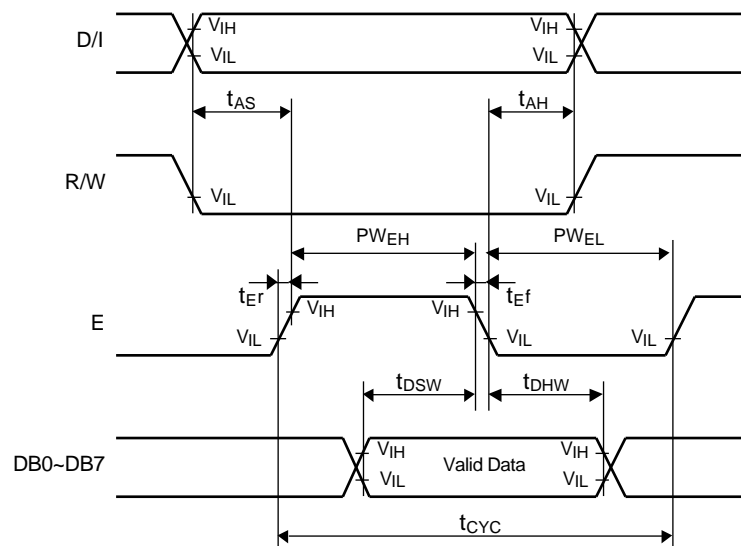 D/I
VIH
VIL
VIH
VIL
tAS
tAH
R/W
VIL
VIL
PWEH
PWEL
tEr
tEf
E
VIH
VIH
VIL
VIL
VIL
tDSW
tDHW
DB0~DB7
VIH
VIL
Valid Data
VIH
VIL
tCYC